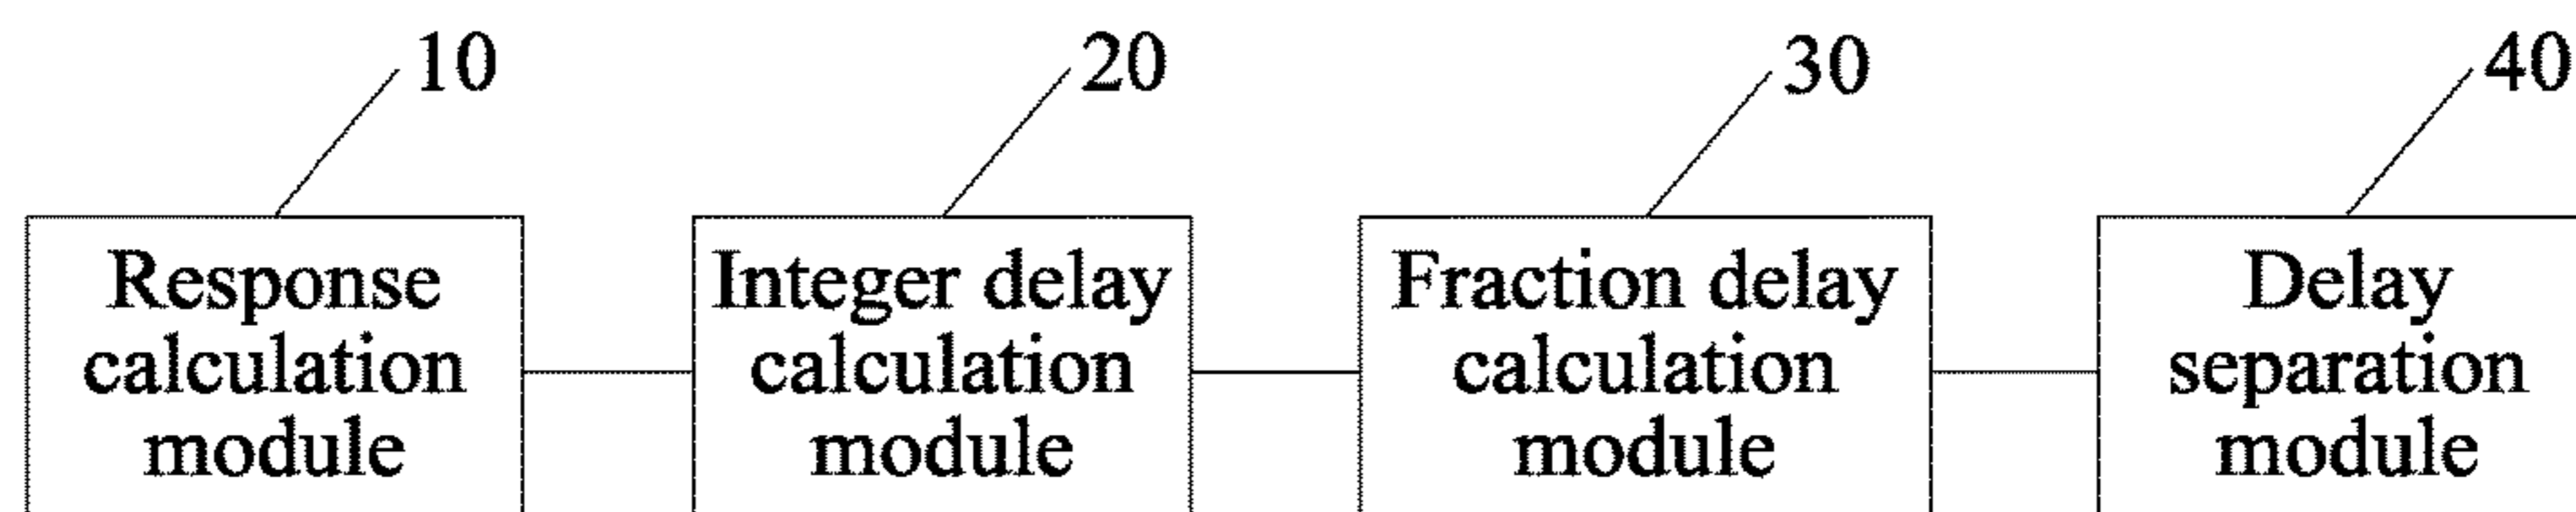 10
20
30
40
Response
calculation
module
Integer delay
calculation
module
Fraction delay
calculation
module
Delay
separation
module